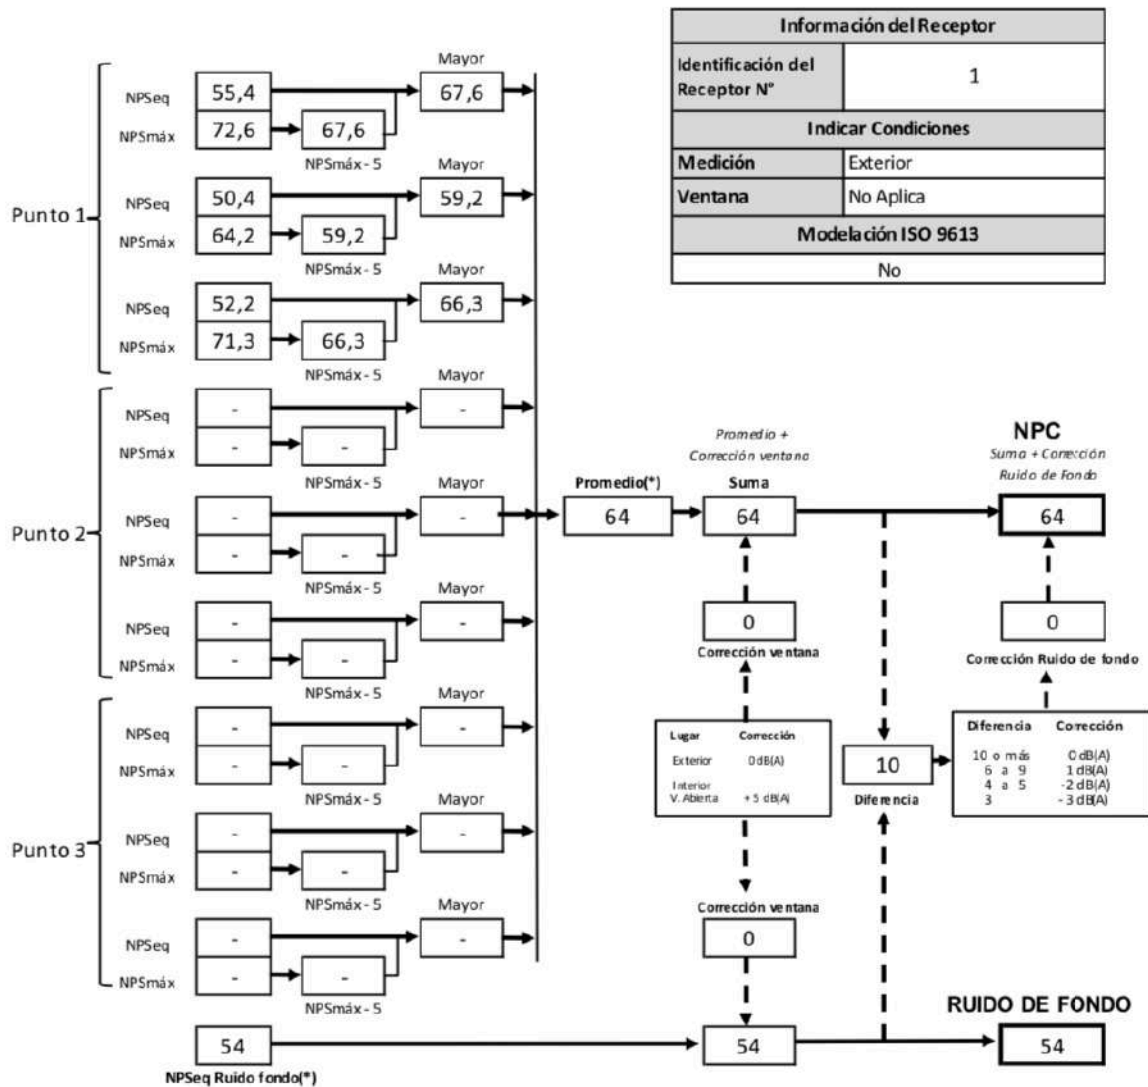 Información del Receptor
Identificación del Receptor N°
1
Indicar Condiciones
Medición
Exterior
Ventana
No Aplica
Modelación ISO 9613
No
Punto 1
NPSeq
55,4
Mayor
67,6
NPSmáx
72,6
67,6
NPSmáx - 5
NPSeq
50,4
Mayor
59,2
NPSmáx
64,2
59,2
NPSmáx - 5
NPSeq
52,2
Mayor
66,3
NPSmáx
71,3
66,3
NPSmáx - 5
Punto 2
NPSeq
-
Mayor
-
NPSmáx
-
-
NPSmáx - 5
NPSeq
-
Mayor
-
NPSmáx
-
-
NPSmáx - 5
NPSeq
-
Mayor
-
NPSmáx
-
-
NPSmáx - 5
Punto 3
NPSeq
-
Mayor
-
NPSmáx
-
-
NPSmáx - 5
NPSeq
-
Mayor
-
NPSmáx
-
-
NPSmáx - 5
NPSeq
-
Mayor
-
NPSmáx
-
-
NPSmáx - 5
Promedio(*)
64
Promedio +
Corrección ventana
Suma
64
0
Corrección ventana
NPC
Suma + Corrección
Ruido de Fondo
64
0
Corrección Ruido de fondo
Lugar Corrección
Exterior 0 dB(A)
Interior
V. Abierta + 5 dB(A)
10
Diferencia
Diferencia Corrección
10 o más 0 dB(A)
6 a 9 1 dB(A)
4 a 5 -2 dB(A)
3 - 3 dB(A)
Corrección ventana
0
54
NPSeq Ruido fondo(*)
54
RUIDO DE FONDO
54